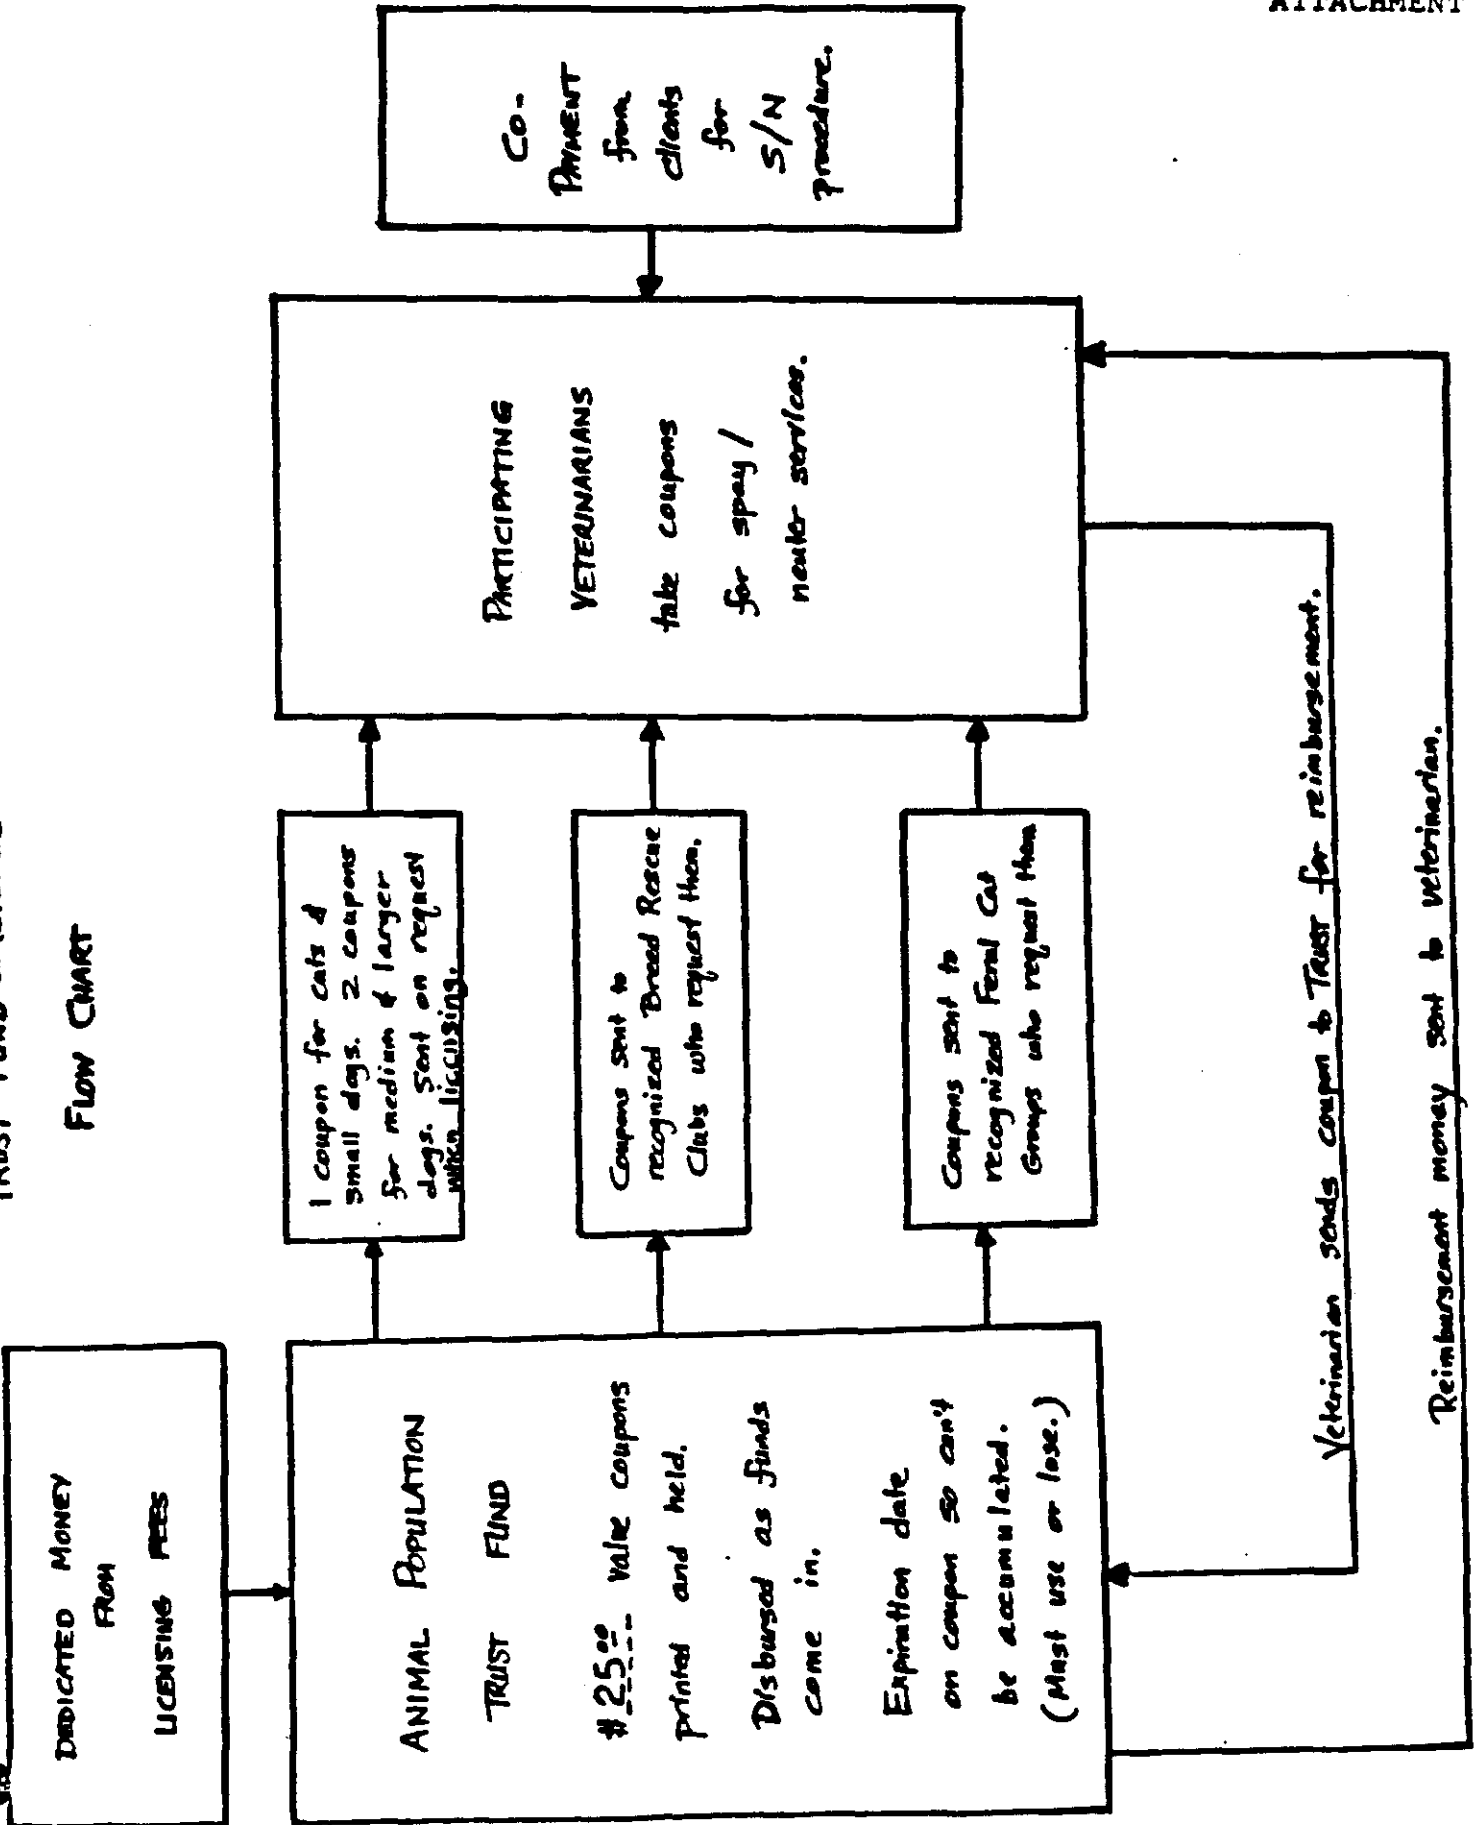 ATTACHMENT
TRUST FUND
FLOW CHART
DEDICATED MONEY
FROM
LICENSING FEES
ANIMAL POPULATION
TRUST FUND
$25.00 value coupons
printed and held.
Disbursed as funds
come in.
Expiration date
on coupon so can't
be accumulated.
(Must use or lose.)
1 coupon for cats &
small dogs. 2 coupons
for medium & larger
dogs. Sent on request
when licensing.
Coupons sent to
recognized Breed Rescue
Clubs who request them.
Coupons sent to
recognized Feral Cat
Groups who request them
PARTICIPATING
VETERINARIANS
take coupons
for spay/
neuter services.
CO-
PAYMENT
from
clients
for
S/N
procedure.
Veterinarian sends coupon to TRUST for reimbursement.
Reimbursement money sent to veterinarian.